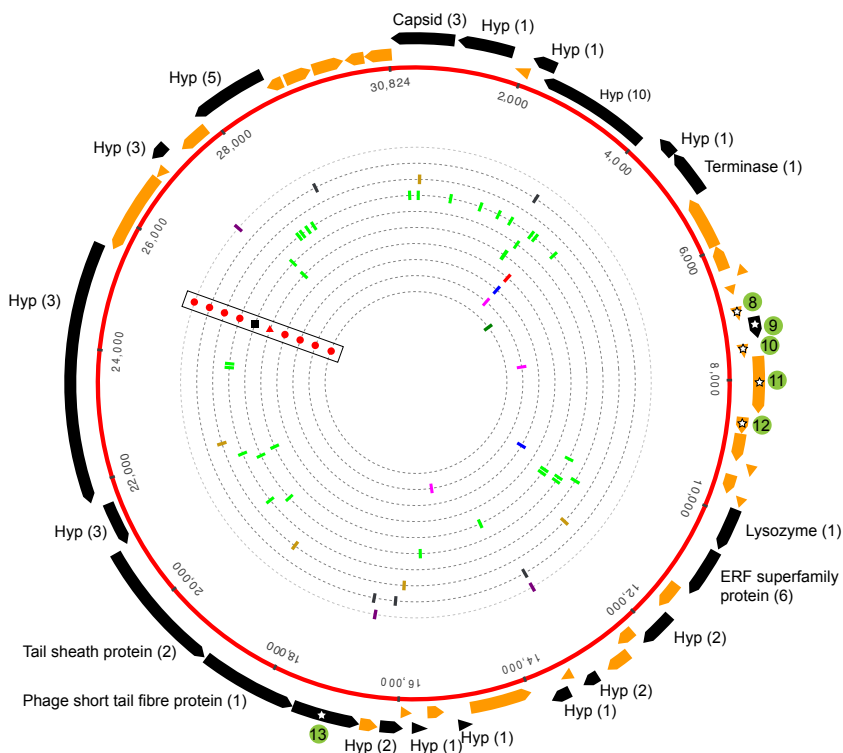 Capsid (3)
Hyp (1)
Hyp (1)
Hyp (10)
Hyp (1)
Terminase (1)
8
9
10
11
12
Lysozyme (1)
ERF superfamily
protein (6)
Hyp (2)
Hyp (2)
Hyp (1)
Hyp (1)
Hyp (1)
Hyp (2)
13
Phage short tail fibre protein (1)
Tail sheath protein (2)
Hyp (3)
Hyp (3)
Hyp (3)
Hyp (5)
30,824
2,000
4,000
6,000
8,000
10,000
12,000
14,000
16,000
18,000
20,000
22,000
24,000
26,000
28,000